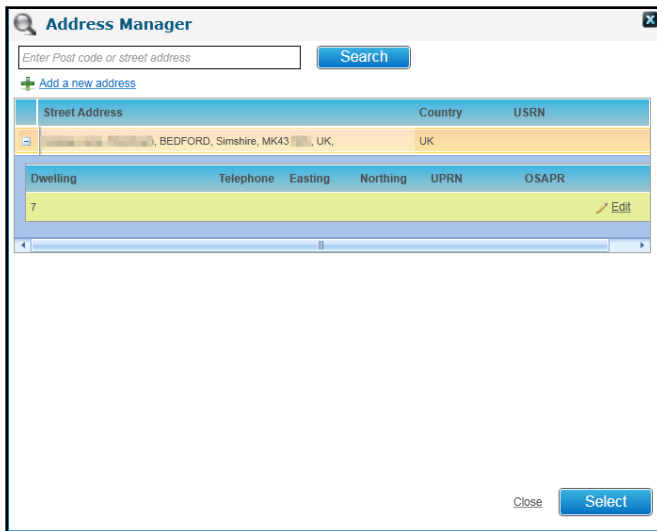 Address Manager
Enter Post code or street address
Search
Add a new address
Street Address Country USRN
, BEDFORD, Simshire, MK43 , UK, UK
Dwelling Telephone Easting Northing UPRN OSAPR
7 Edit
Close Select